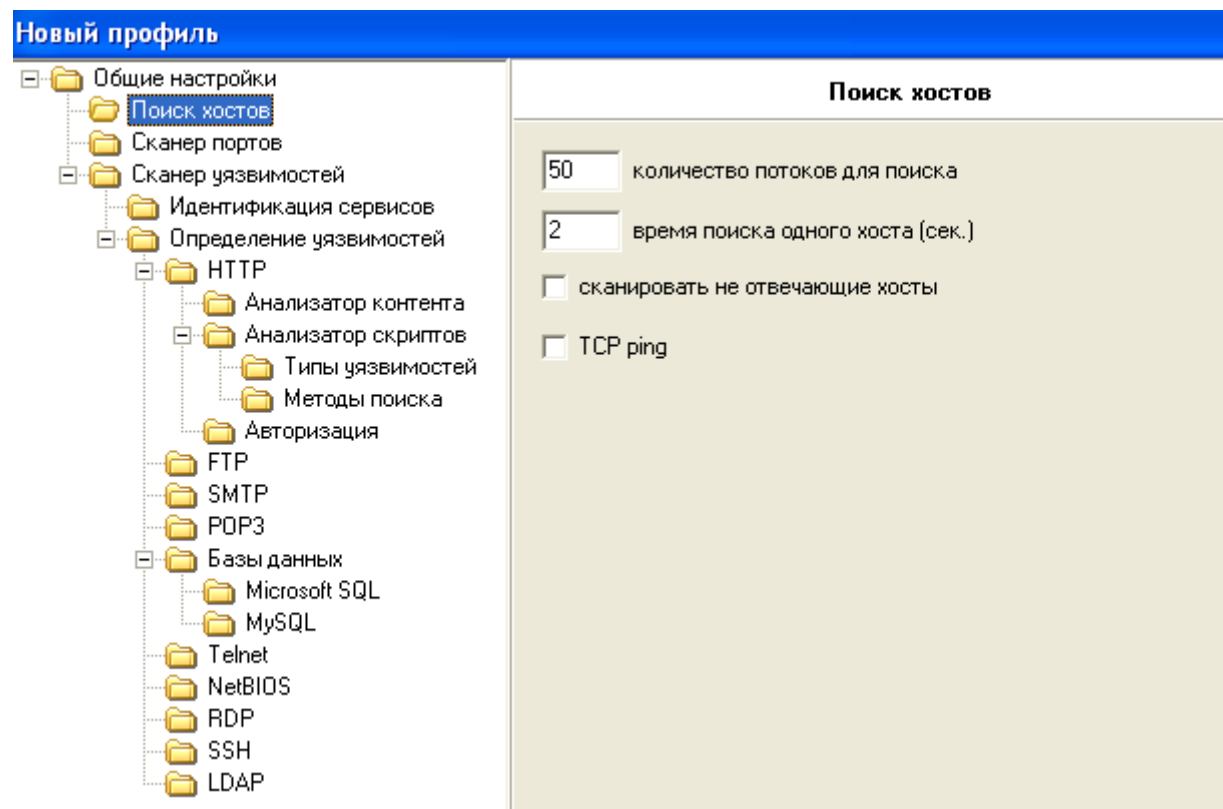 Новый профиль
Общие настройки
Поиск хостов
Сканер портов
Сканер уязвимостей
Идентификация сервисов
Определение уязвимостей
HTTP
Анализатор контента
Анализатор скриптов
Типы уязвимостей
Методы поиска
Авторизация
FTP
SMTP
POP3
Базы данных
Microsoft SQL
MySQL
Telnet
NetBIOS
RDP
SSH
LDAP
Поиск хостов
50 количество потоков для поиска
2 время поиска одного хоста (сек.)
сканировать не отвечающие хосты
TCP ping